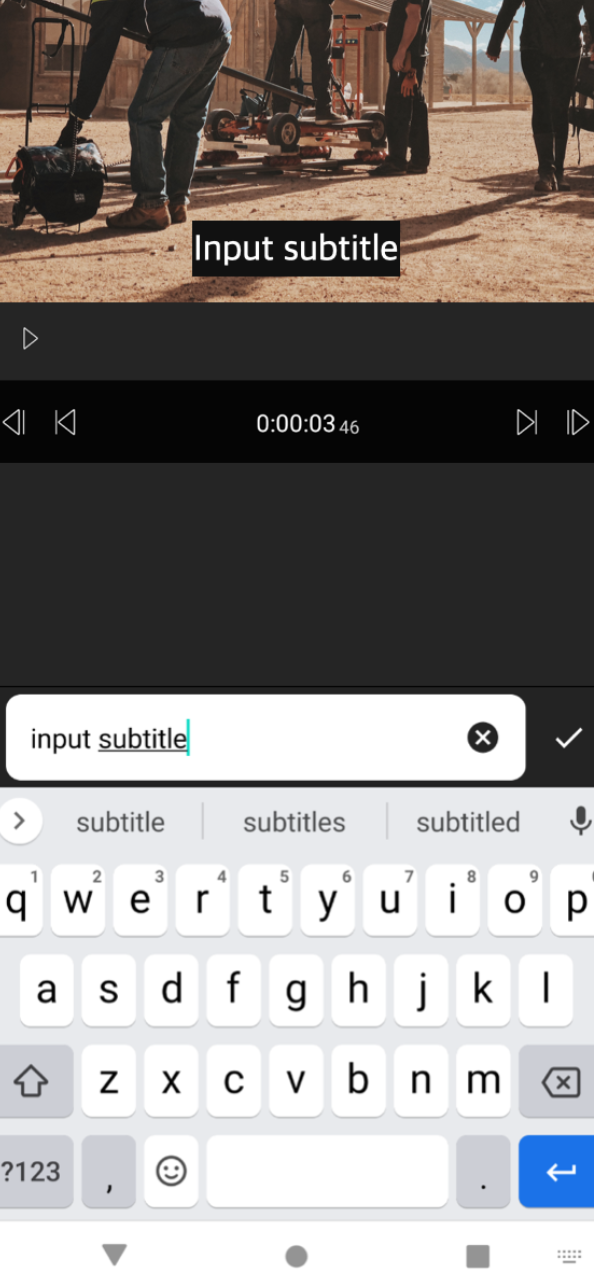 Input subtitle
0:00:03 46
input subtitle
subtitle subtitles subtitled
1 2 3 4 5 6 7 8 9
q w e r t y u i o p
a s d f g h j k l
z x c v b n m
?123 , .